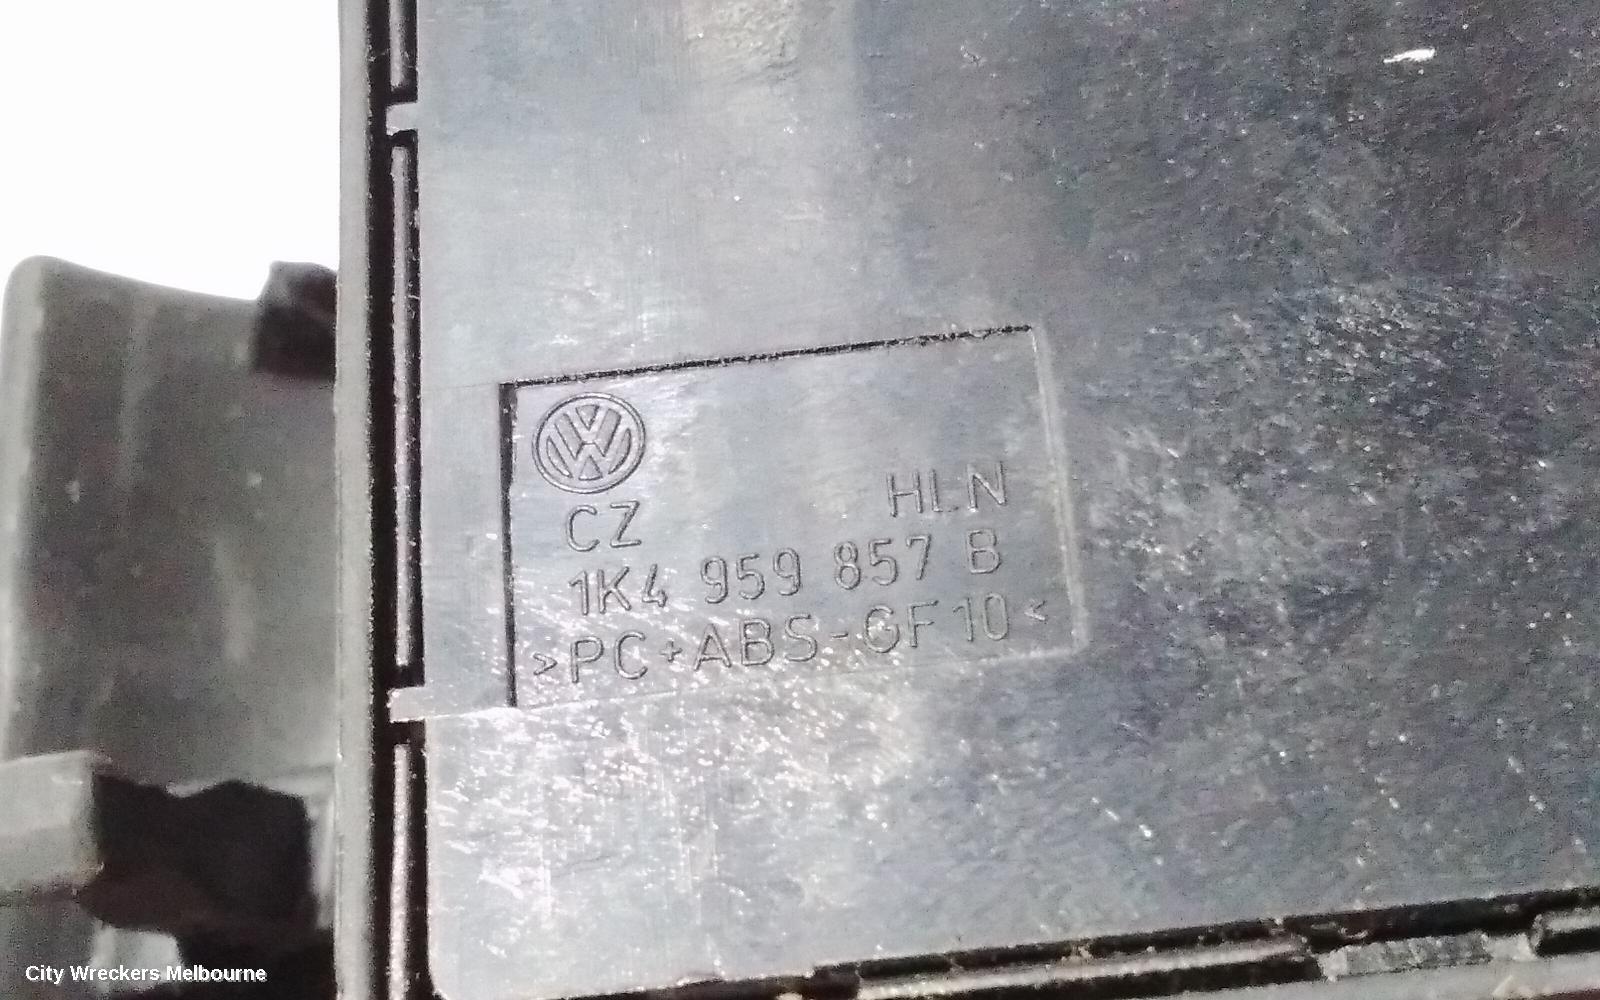 HLN
CZ
1K4 959 857 B
>PC+ABS-GF10<
City Wreckers Melbourne